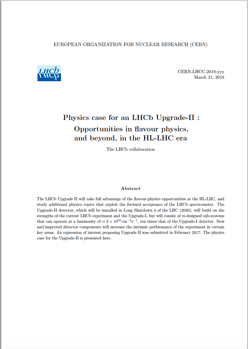 EUROPEAN ORGANIZATION FOR NUCLEAR RESEARCH (CERN)
LHCb
CERN-LHCC-2018-yyy
March 21, 2018
Physics case for an LHCb Upgrade-II :
Opportunities in flavour physics,
and beyond, in the HL-LHC era
The LHCb collaboration
Abstract
The LHCb Upgrade II will take full advantage of the flavour-physics opportunities at the HL-LHC, and
study additional physics topics that exploit the forward acceptance of the LHCb spectrometer. The
Upgrade-II detector, which will be installed in Long Shutdown 4 of the LHC (2030), will build on the
strengths of the current LHCb experiment and the Upgrade-I, but will consist of re-designed sub-systems
that can operate at a luminosity of ≈ 2 × 10³⁴ cm⁻²s⁻¹, ten times that of the Upgrade-I detector. New
and improved detector components will increase the intrinsic performance of the experiment in certain
key areas. An expression of interest proposing Upgrade-II was submitted in February 2017. The physics
case for the Upgrade-II is presented here.